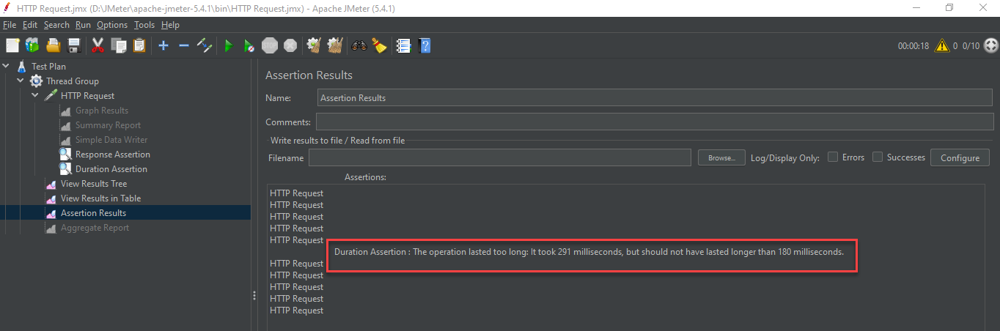 HTTP Request.jmx (D:\JMeter\apache-jmeter-5.4.1\bin\HTTP Request.jmx) - Apache JMeter (5.4.1)
File Edit Search Run Options Tools Help
STOP
00:00:18 0 0/10
Test Plan
Thread Group
HTTP Request
Graph Results
Summary Report
Simple Data Writer
Response Assertion
Duration Assertion
View Results Tree
View Results in Table
Assertion Results
Aggregate Report
Assertion Results
Name: Assertion Results
Comments:
Write results to file / Read from file
Filename Browse... Log/Display Only: Errors Successes Configure
Assertions:
HTTP Request
HTTP Request
HTTP Request
HTTP Request
HTTP Request
Duration Assertion : The operation lasted too long: It took 291 milliseconds, but should not have lasted longer than 180 milliseconds.
HTTP Request
HTTP Request
HTTP Request
HTTP Request
HTTP Request